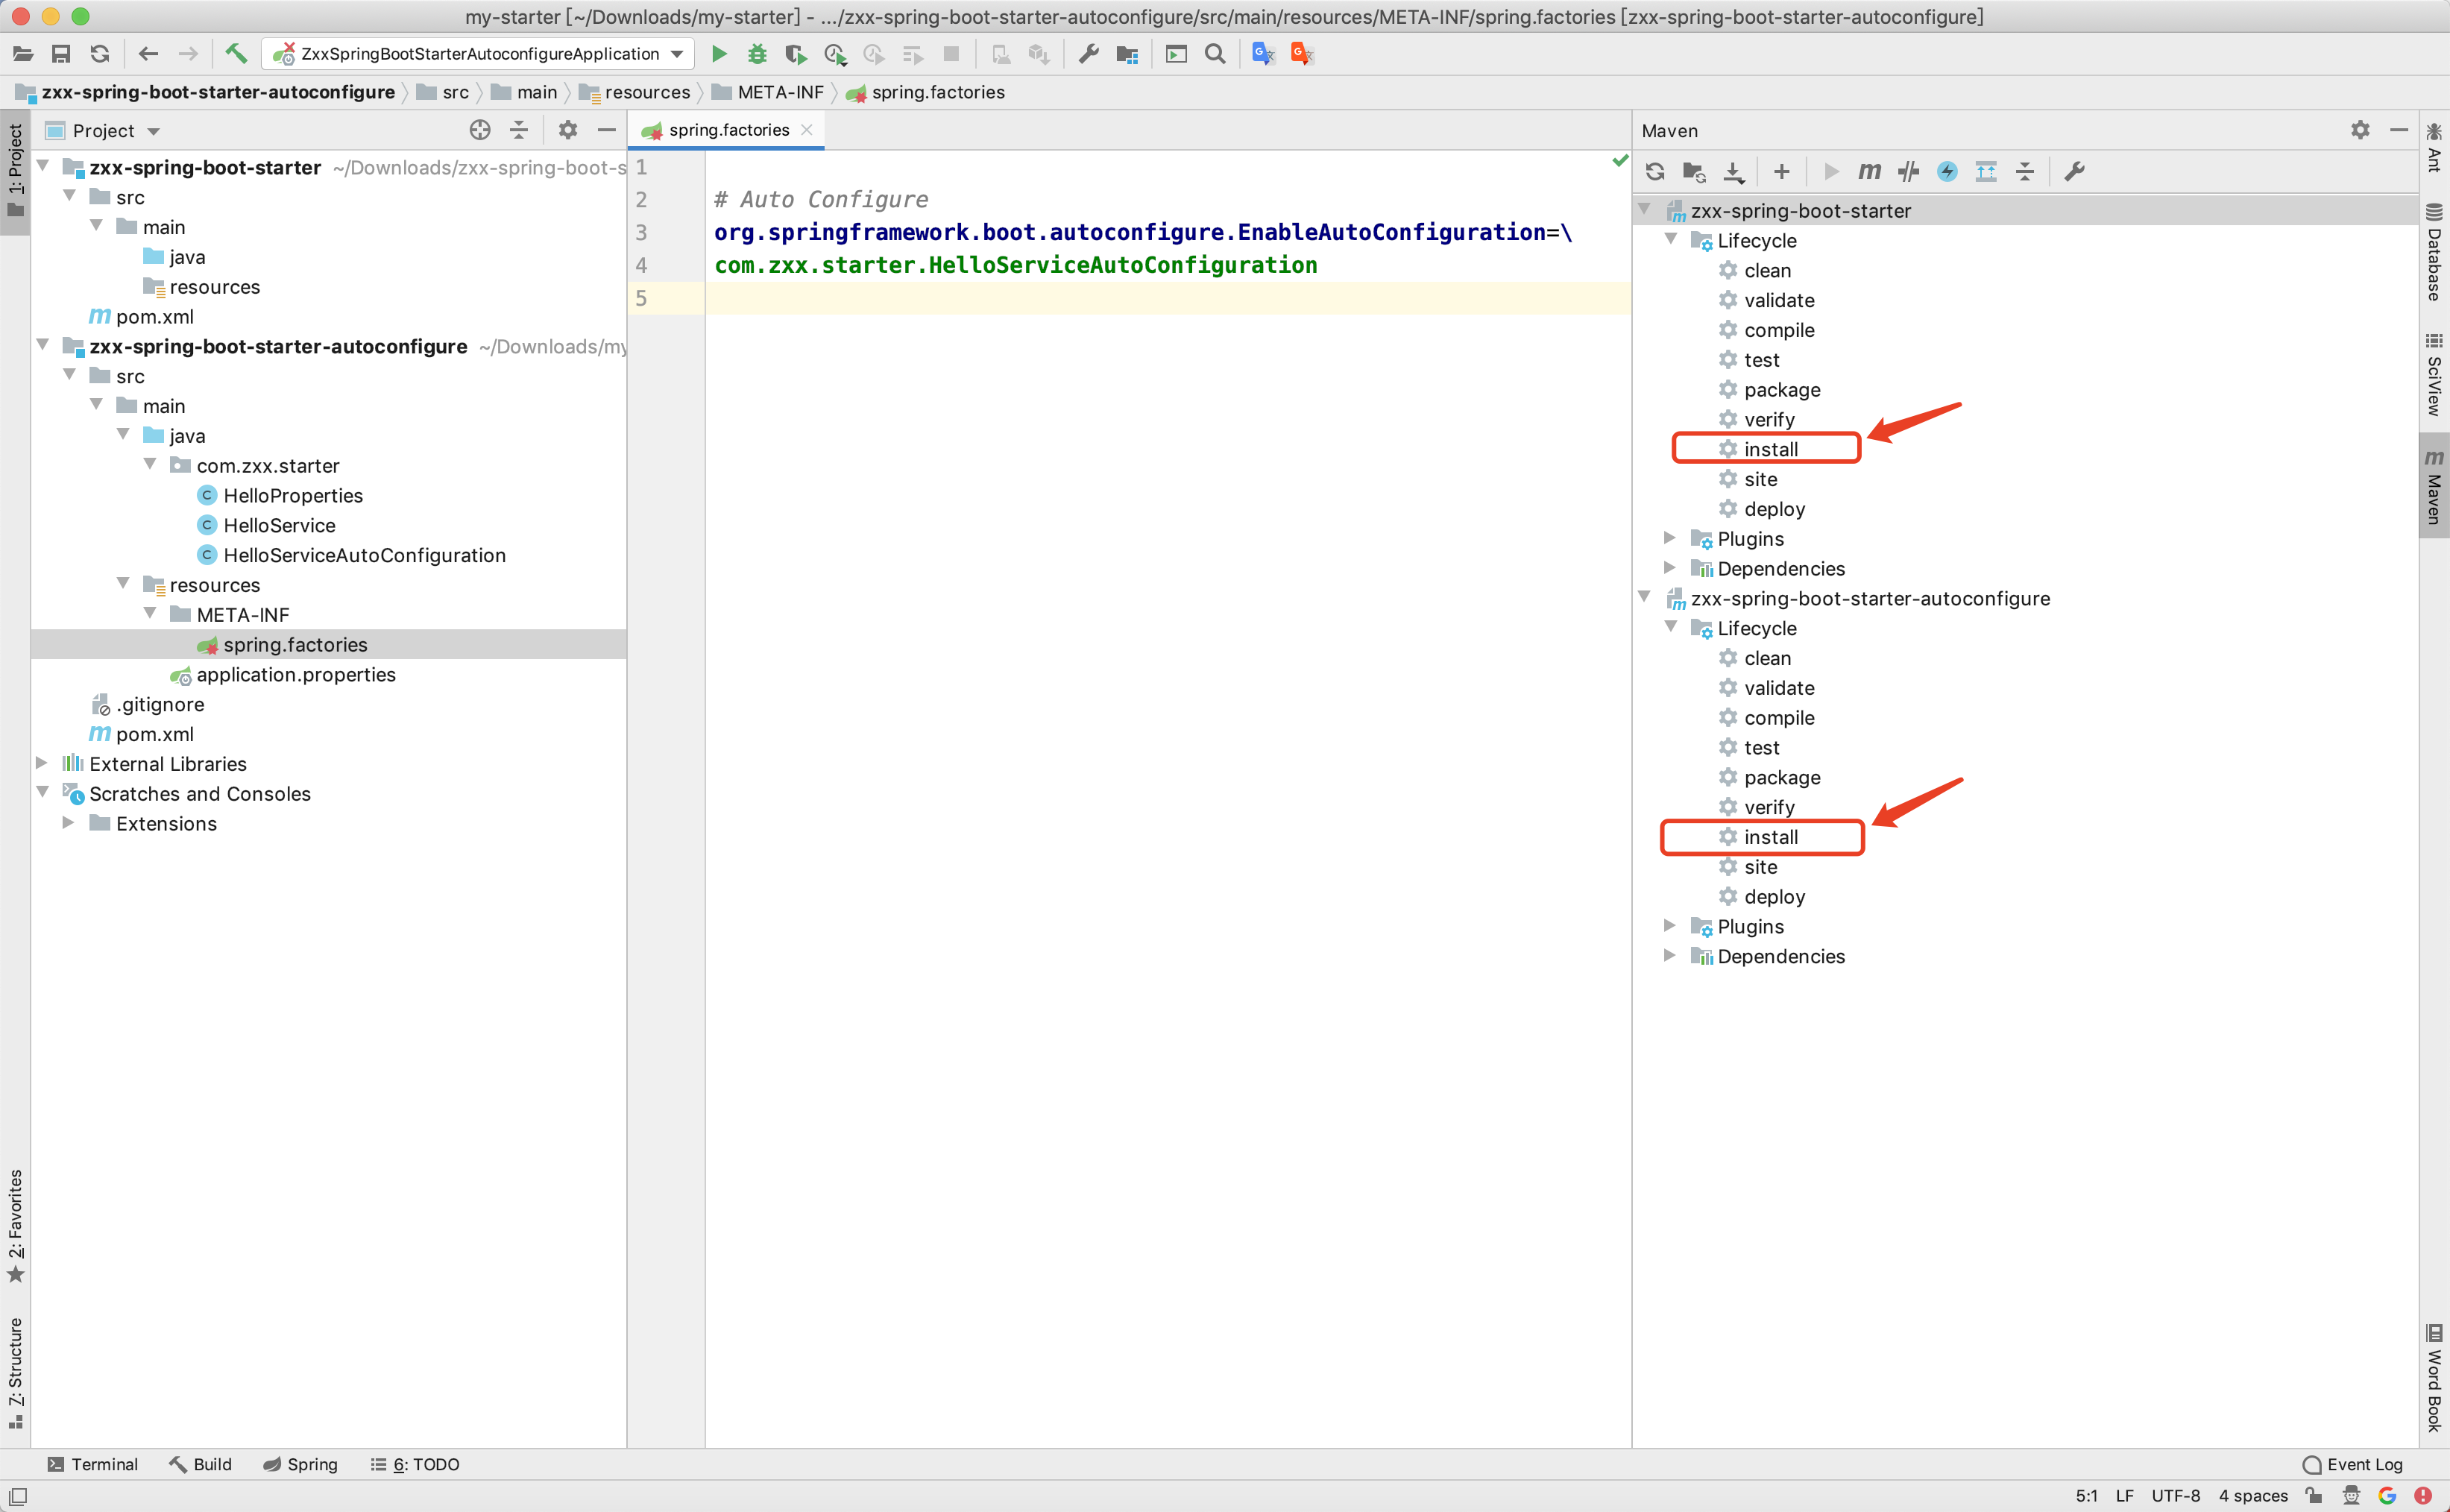 my-starter [~/Downloads/my-starter] - .../zxx-spring-boot-starter-autoconfigure/src/main/resources/META-INF/spring.factories [zxx-spring-boot-starter-autoconfigure]
ZxxSpringBootStarterAutoconfigureApplication
zxx-spring-boot-starter-autoconfigure src main resources META-INF spring.factories
1: Project
Project
zxx-spring-boot-starter ~/Downloads/zxx-spring-boot-s
src
main
java
resources
pom.xml
zxx-spring-boot-starter-autoconfigure ~/Downloads/my
src
main
java
com.zxx.starter
HelloProperties
HelloService
HelloServiceAutoConfiguration
resources
META-INF
spring.factories
application.properties
.gitignore
pom.xml
External Libraries
Scratches and Consoles
Extensions
2: Favorites
Z: Structure
spring.factories
1
2 # Auto Configure
3 org.springframework.boot.autoconfigure.EnableAutoConfiguration=\
4 com.zxx.starter.HelloServiceAutoConfiguration
5
Maven
zxx-spring-boot-starter
Lifecycle
clean
validate
compile
test
package
verify
install
site
deploy
Plugins
Dependencies
zxx-spring-boot-starter-autoconfigure
Lifecycle
clean
validate
compile
test
package
verify
install
site
deploy
Plugins
Dependencies
Ant
Database
SciView
Maven
Word Book
Terminal Build Spring 6: TODO Event Log
5:1 LF UTF-8 4 spaces